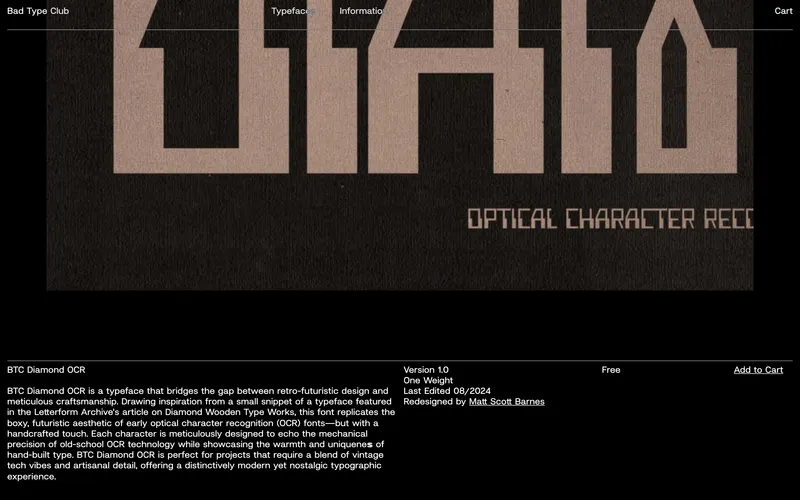 Bad Type Club
Typefaces
Information
Cart
DIAM
OPTICAL CHARACTER RECO
BTC Diamond OCR
BTC Diamond OCR is a typeface that bridges the gap between retro-futuristic design and
meticulous craftsmanship. Drawing inspiration from a small snippet of a typeface featured
in the Letterform Archive's article on Diamond Wooden Type Works, this font replicates the
boxy, futuristic aesthetic of early optical character recognition (OCR) fonts—but with a
handcrafted touch. Each character is meticulously designed to echo the mechanical
precision of old-school OCR technology while showcasing the warmth and uniquenes of
hand-built type. BTC Diamond OCR is perfect for projects that require a blend of vintage
tech vibes and artisanal detail, offering a distinctively modern yet nostalgic typographic
experience.
Version 1.0
One Weight
Last Edited 08/2024
Redesigned by Matt Scott Barnes
Free
Add to Cart